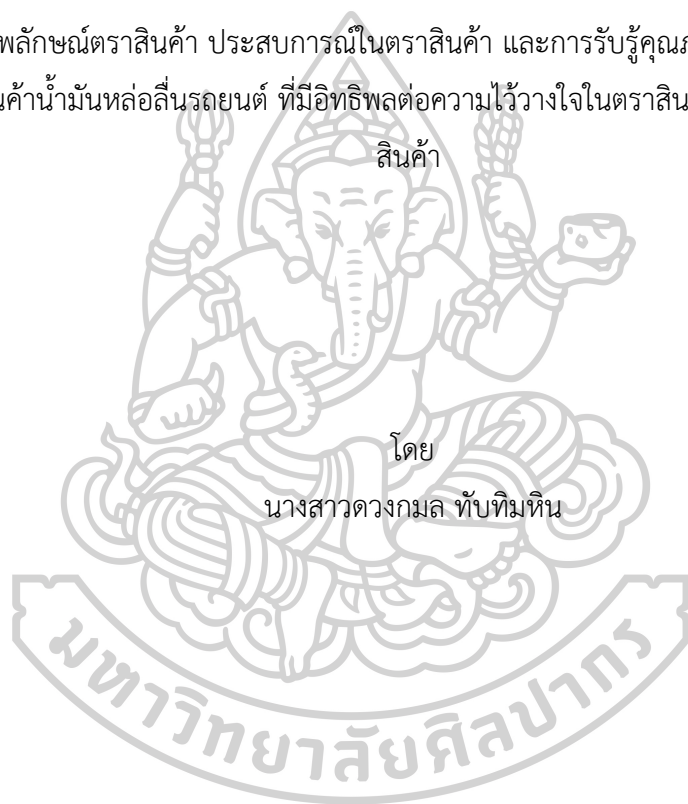 พลักษณ์ตราสินค้า ประสบการณ์ในตราสินค้า และการรับรู้คุณภ
นค้าน้ำมันหล่อลื่นรถยนต์ ที่มีอิทธิพลต่อความไว้วางใจในตราสิน
สินค้า
โดย
นางสาวดวงกมล ทับทิมหิน
มหาวิทยาลัยศิลปากร